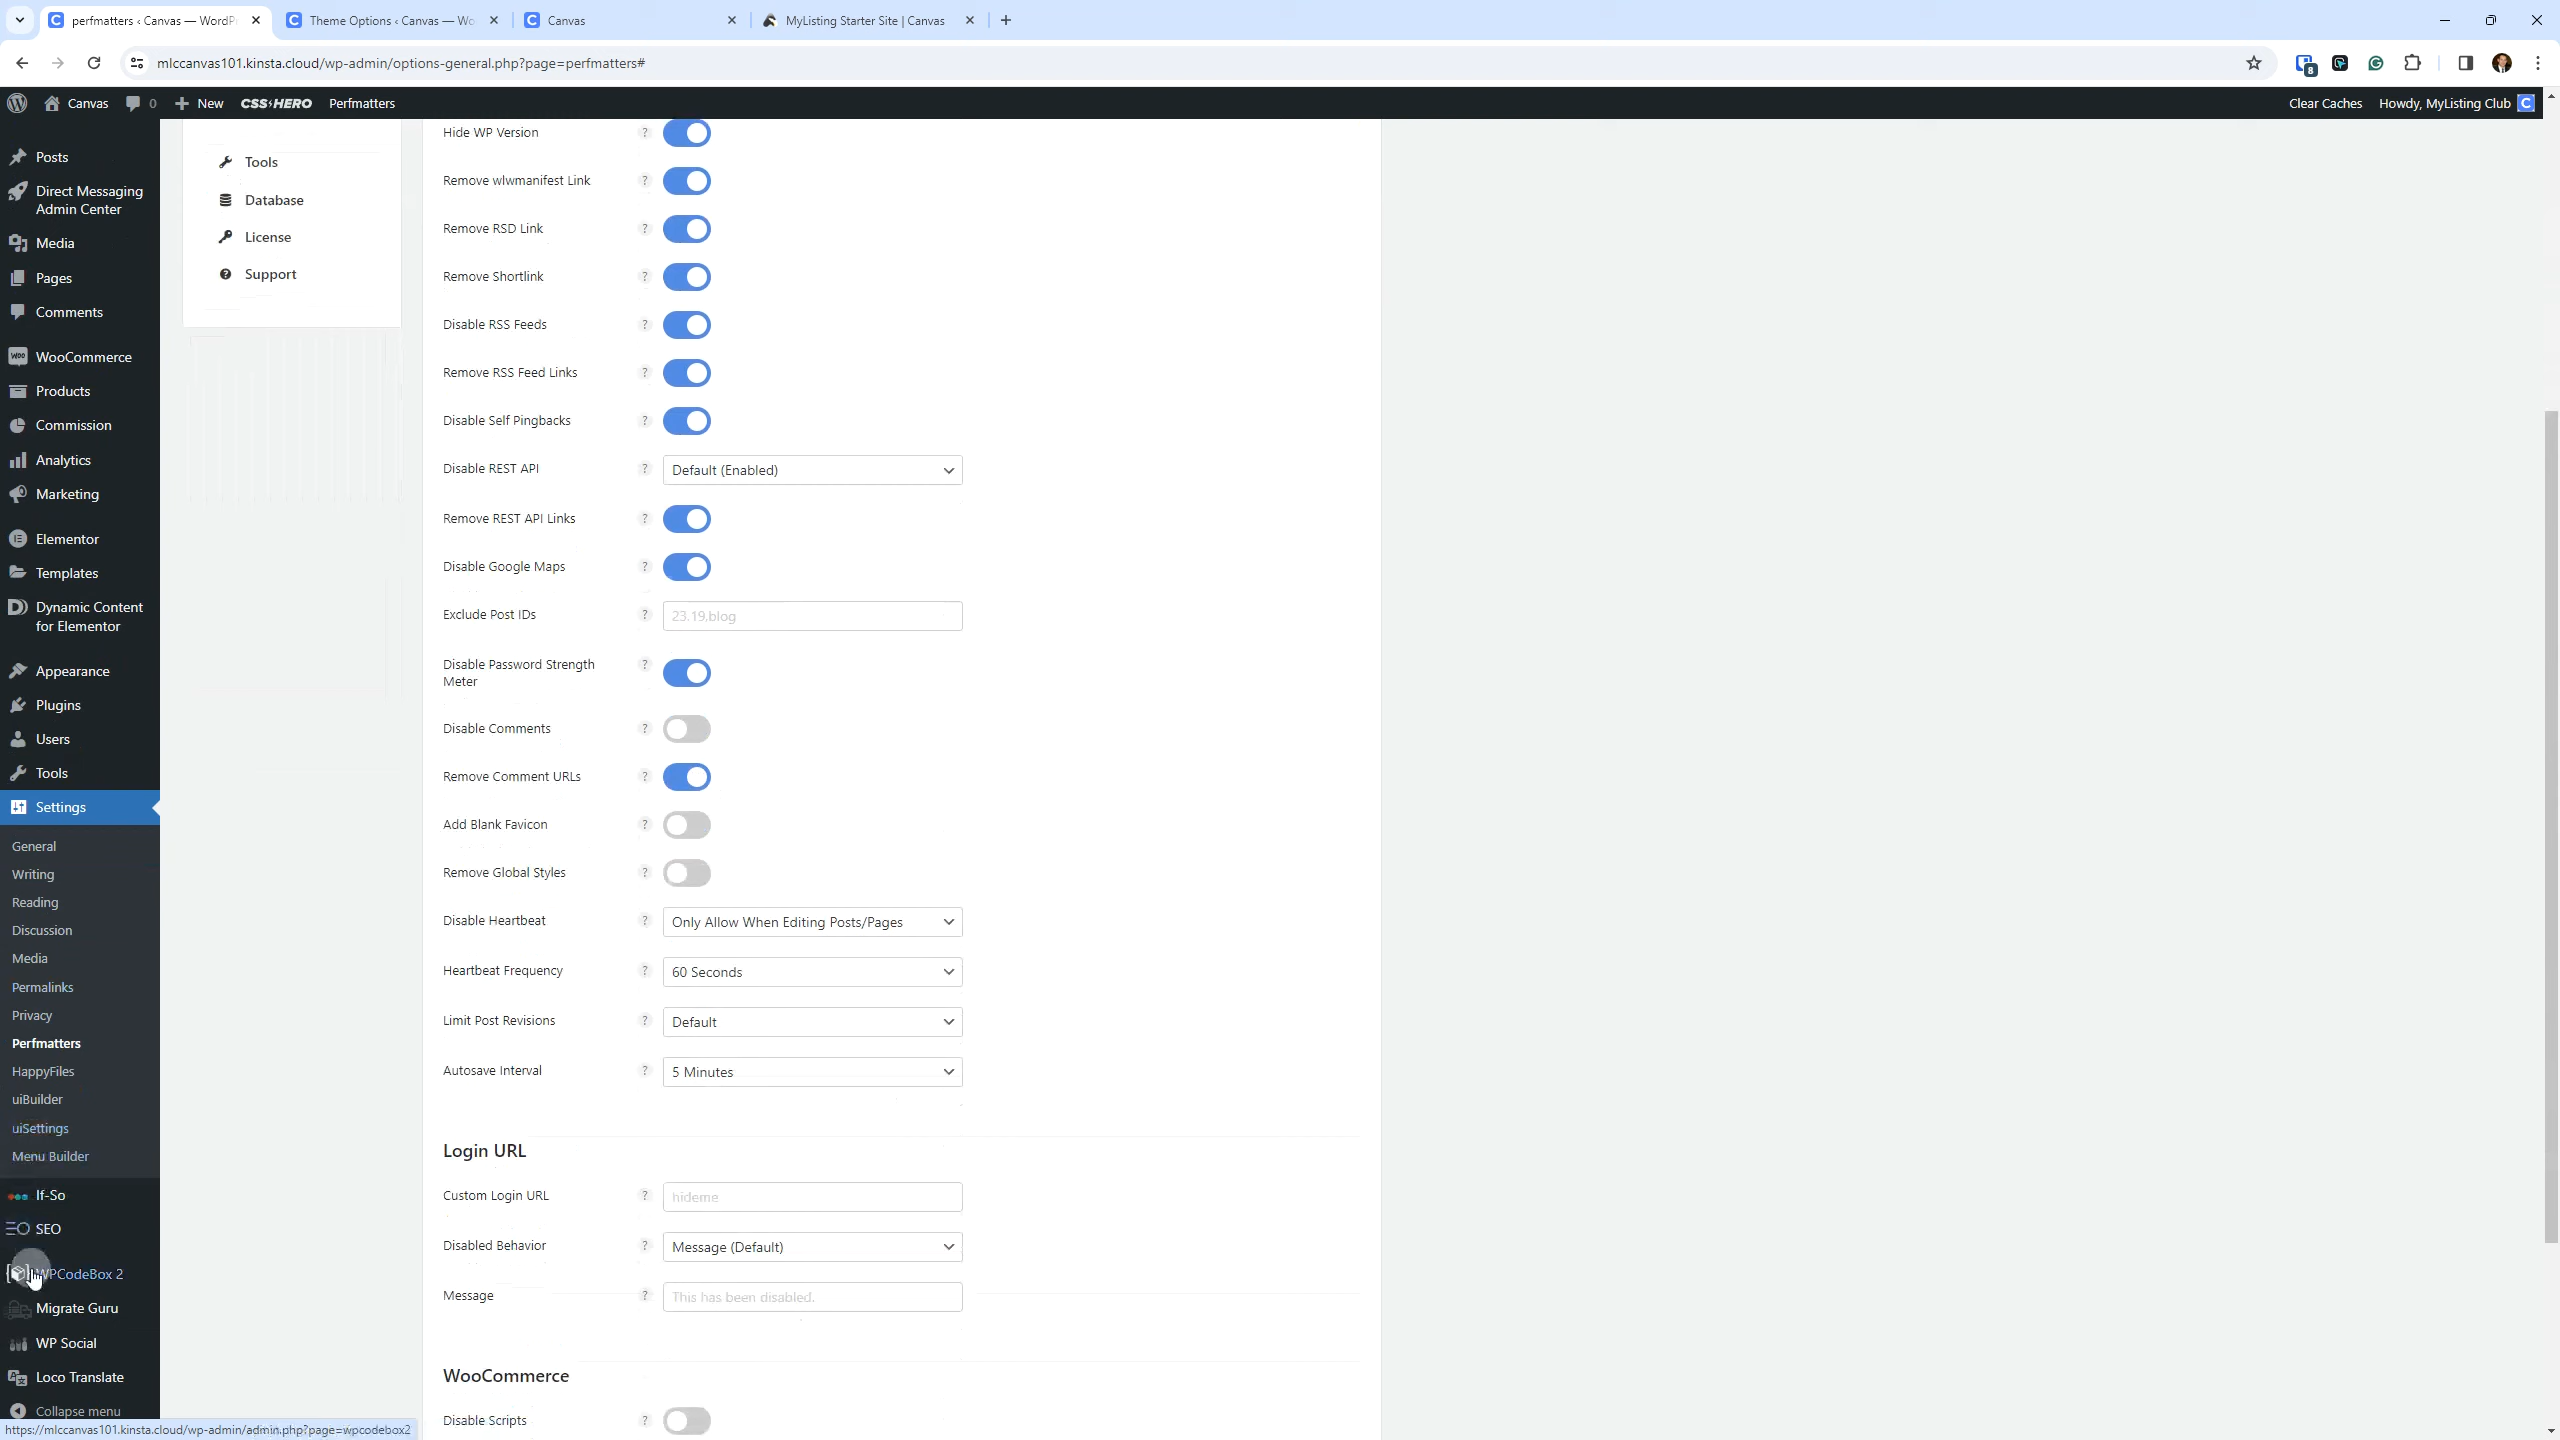 perfmatters ‹ Canvas — WordPr
Theme Options ‹ Canvas — Wo
Canvas
MyListing Starter Site | Canvas
mlccanvas101.kinsta.cloud/wp-admin/options-general.php?page=perfmatters#
8
Canvas
0
New
CSS HERO
Perfmatters
Clear Caches
Howdy, MyListing Club
Posts
Direct Messaging
Admin Center
Media
Pages
Comments
WooCommerce
Products
Commission
Analytics
Marketing
Elementor
Templates
Dynamic Content
for Elementor
Appearance
Plugins
Users
Tools
Settings
General
Writing
Reading
Discussion
Media
Permalinks
Privacy
Perfmatters
HappyFiles
uiBuilder
uiSettings
Menu Builder
If-So
SEO
WPCodeBox 2
Migrate Guru
WP Social
Loco Translate
Collapse menu
https://mlccanvas101.kinsta.cloud/wp-admin/admin.php?page=wpcodebox2
Tools
Database
License
Support
Hide WP Version ?
Remove wlwmanifest Link ?
Remove RSD Link ?
Remove Shortlink ?
Disable RSS Feeds ?
Remove RSS Feed Links ?
Disable Self Pingbacks ?
Disable REST API ? Default (Enabled)
Remove REST API Links ?
Disable Google Maps ?
Exclude Post IDs ? 23,19,blog
Disable Password Strength ?
Meter
Disable Comments ?
Remove Comment URLs ?
Add Blank Favicon ?
Remove Global Styles ?
Disable Heartbeat ? Only Allow When Editing Posts/Pages
Heartbeat Frequency ? 60 Seconds
Limit Post Revisions ? Default
Autosave Interval ? 5 Minutes
Login URL
Custom Login URL ? hideme
Disabled Behavior ? Message (Default)
Message ? This has been disabled.
WooCommerce
Disable Scripts ?